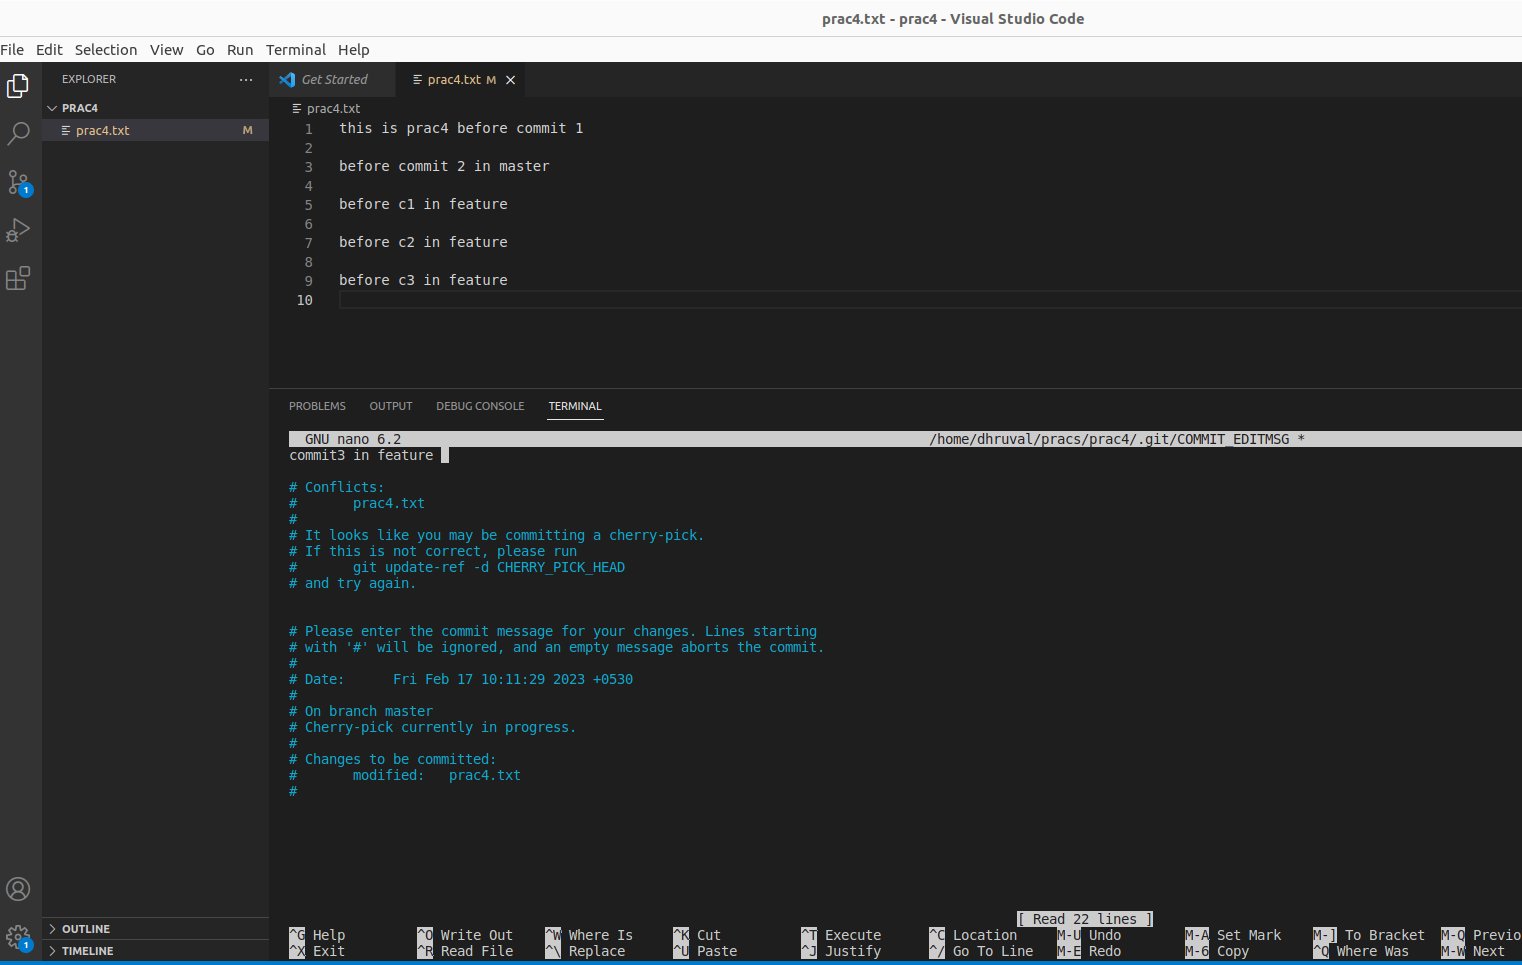 prac4.txt - prac4 - Visual Studio Code
File Edit Selection View Go Run Terminal Help
EXPLORER ...
PRAC4
prac4.txt M
1
1
Get Started prac4.txt M
prac4.txt
1 this is prac4 before commit 1
2
3 before commit 2 in master
4
5 before c1 in feature
6
7 before c2 in feature
8
9 before c3 in feature
10
PROBLEMS OUTPUT DEBUG CONSOLE TERMINAL
GNU nano 6.2 /home/dhruval/pracs/prac4/.git/COMMIT_EDITMSG *
commit3 in feature
# Conflicts:
# prac4.txt
#
# It looks like you may be committing a cherry-pick.
# If this is not correct, please run
# git update-ref -d CHERRY_PICK_HEAD
# and try again.
# Please enter the commit message for your changes. Lines starting
# with '#' will be ignored, and an empty message aborts the commit.
#
# Date: Fri Feb 17 10:11:29 2023 +0530
#
# On branch master
# Cherry-pick currently in progress.
#
# Changes to be committed:
# modified: prac4.txt
#
[ Read 22 lines ]
^G Help ^O Write Out ^W Where Is ^K Cut ^T Execute ^C Location M-U Undo M-A Set Mark M-] To Bracket M-Q Previo
^X Exit ^R Read File ^\ Replace ^U Paste ^J Justify ^/ Go To Line M-E Redo M-6 Copy ^Q Where Was M-W Next
OUTLINE
TIMELINE